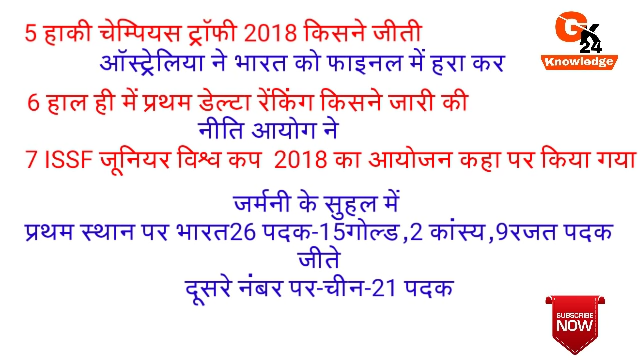 5 हाकी चेम्पियस ट्रॉफी 2018 किसने जीती
ऑस्ट्रेलिया ने भारत को फाइनल में हरा कर
6 हाल ही में प्रथम डेल्टा रेंकिंग किसने जारी की
नीति आयोग ने
7 ISSF जूनियर विश्व कप 2018 का आयोजन कहा पर किया गया
जर्मनी के सुहल में
प्रथम स्थान पर भारत26 पदक-15गोल्ड,2 कांस्य,9रजत पदक
जीते
दूसरे नंबर पर-चीन-21 पदक
GK
24
Knowledge
SUBSCRIBE
NOW